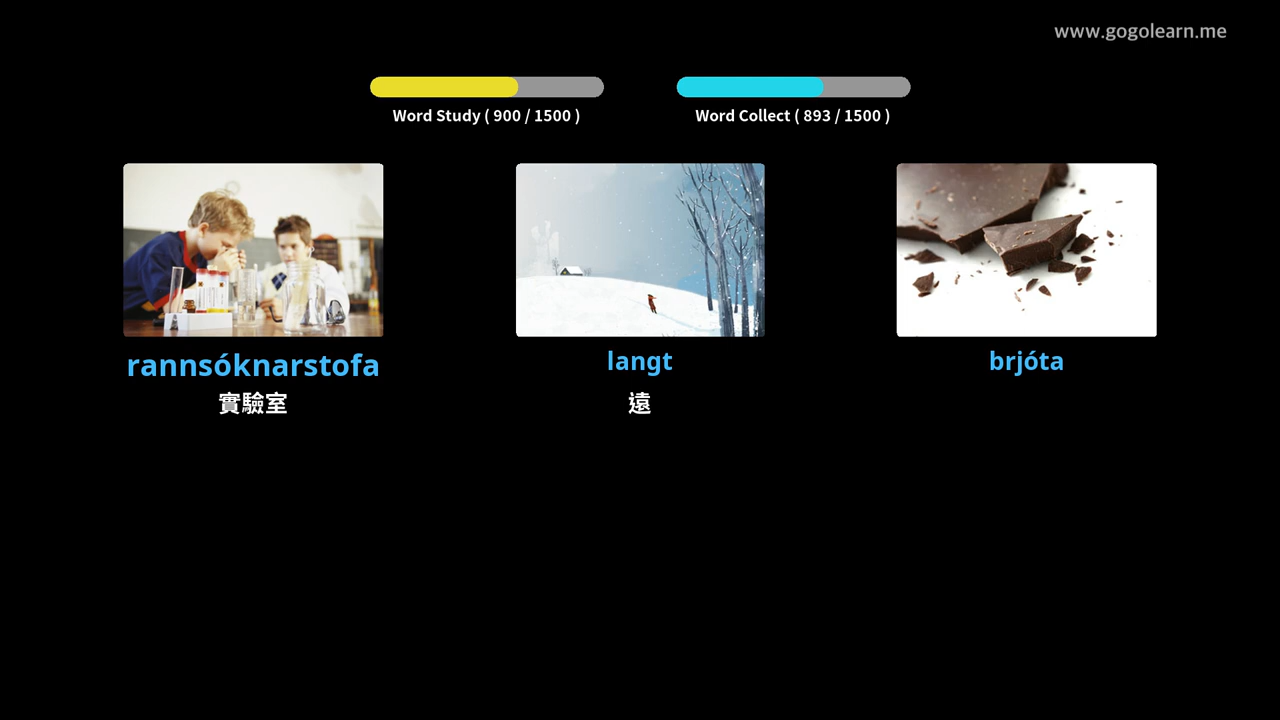 www.gogolearn.me
Word Study ( 900 / 1500 )
Word Collect ( 893 / 1500 )
rannsóknarstofa
langt
brjóta
實驗室
遠